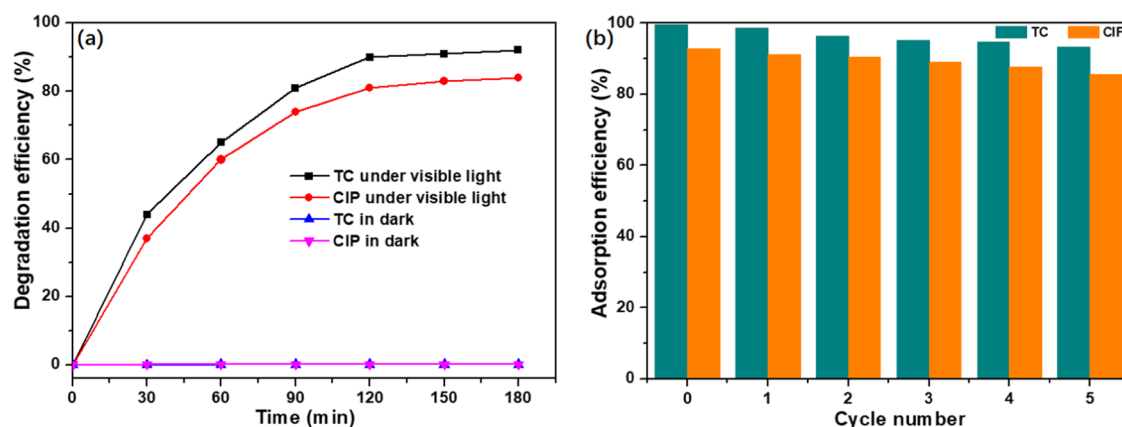 (a)
Degradation efficiency (%)
100
80
60
40
20
0
TC under visible light
CIP under visible light
TC in dark
CIP in dark
0 30 60 90 120 150 180
Time (min)
(b)
TC CIP
Adsorption efficiency (%)
100
80
60
40
20
0
0 1 2 3 4 5
Cycle number